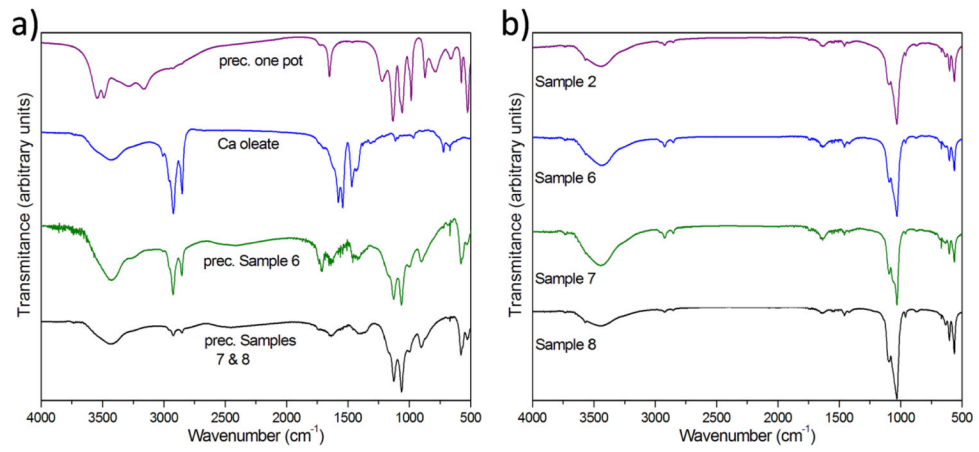 a)
Transmitance (arbitrary units)
prec. one pot
Ca oleate
prec. Sample 6
prec. Samples
7 & 8
4000 3500 3000 2500 2000 1500 1000 500
Wavenumber (cm⁻¹)
b)
Transmitance (arbitrary units)
Sample 2
Sample 6
Sample 7
Sample 8
4000 3500 3000 2500 2000 1500 1000 500
Wavenumber (cm⁻¹)